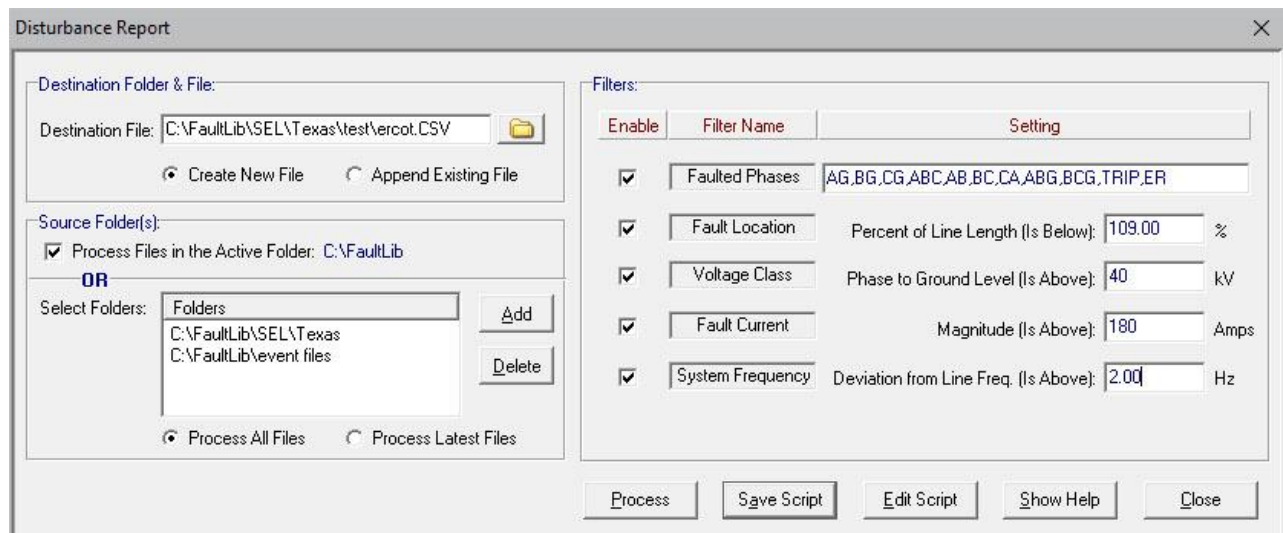 Disturbance Report
Destination Folder & File:
Destination File: C:\FaultLib\SEL\Texas\test\ercot.CSV
Create New File Append Existing File
Source Folder(s):
Process Files in the Active Folder: C:\FaultLib
OR
Select Folders: Folders
C:\FaultLib\SEL\Texas
C:\FaultLib\event files
Add
Delete
Process All Files Process Latest Files
Filters:
Enable Filter Name Setting
Faulted Phases AG,BG,CG,ABC,AB,BC,CA,ABG,BCG,TRIP,ER
Fault Location Percent of Line Length (Is Below): 109.00 %
Voltage Class Phase to Ground Level (Is Above): 40 kV
Fault Current Magnitude (Is Above): 180 Amps
System Frequency Deviation from Line Freq. (Is Above): 2.00 Hz
Process Save Script Edit Script Show Help Close